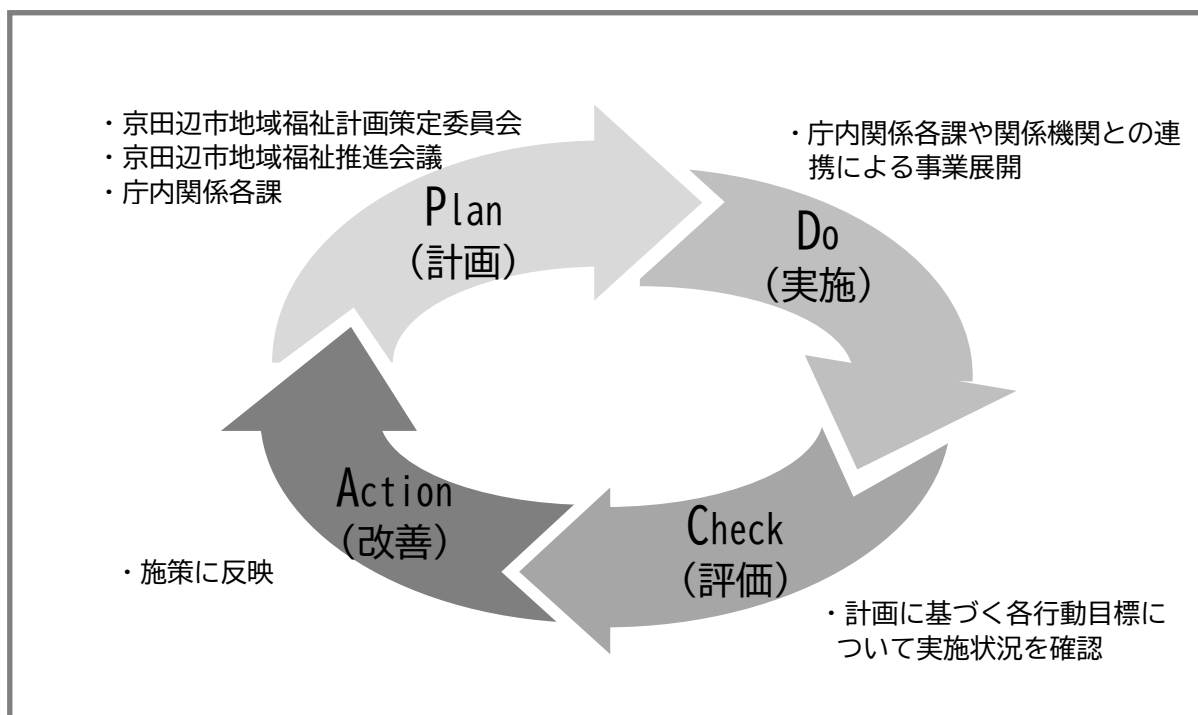 ・京田辺市地域福祉計画策定委員会
・京田辺市地域福祉推進会議
・庁内関係各課
Plan
（計画）
・庁内関係各課や関係機関との連
携による事業展開
Do
（実施）
Check
（評価）
・計画に基づく各行動目標に
ついて実施状況を確認
Action
（改善）
・施策に反映